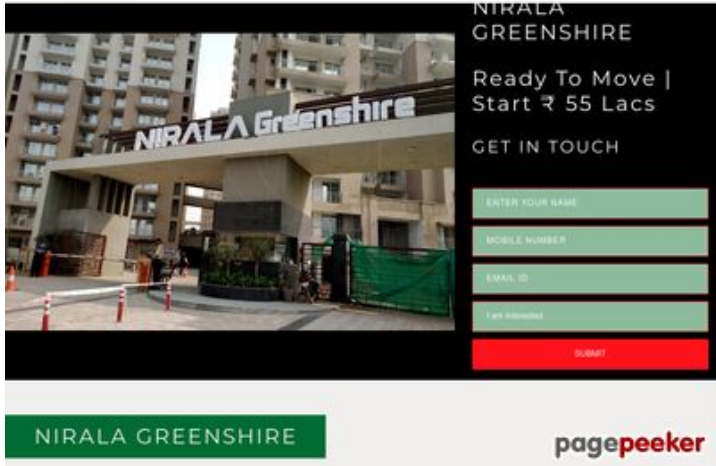 NIRALA
GREENSHIRE
Ready To Move |
Start ₹ 55 Lacs
GET IN TOUCH
NIRALA Greenshire
ENTER YOUR NAME
MOBILE NUMBER
EMAIL ID
I am Interested
SUBMIT
NIRALA GREENSHIRE
pagepeeker